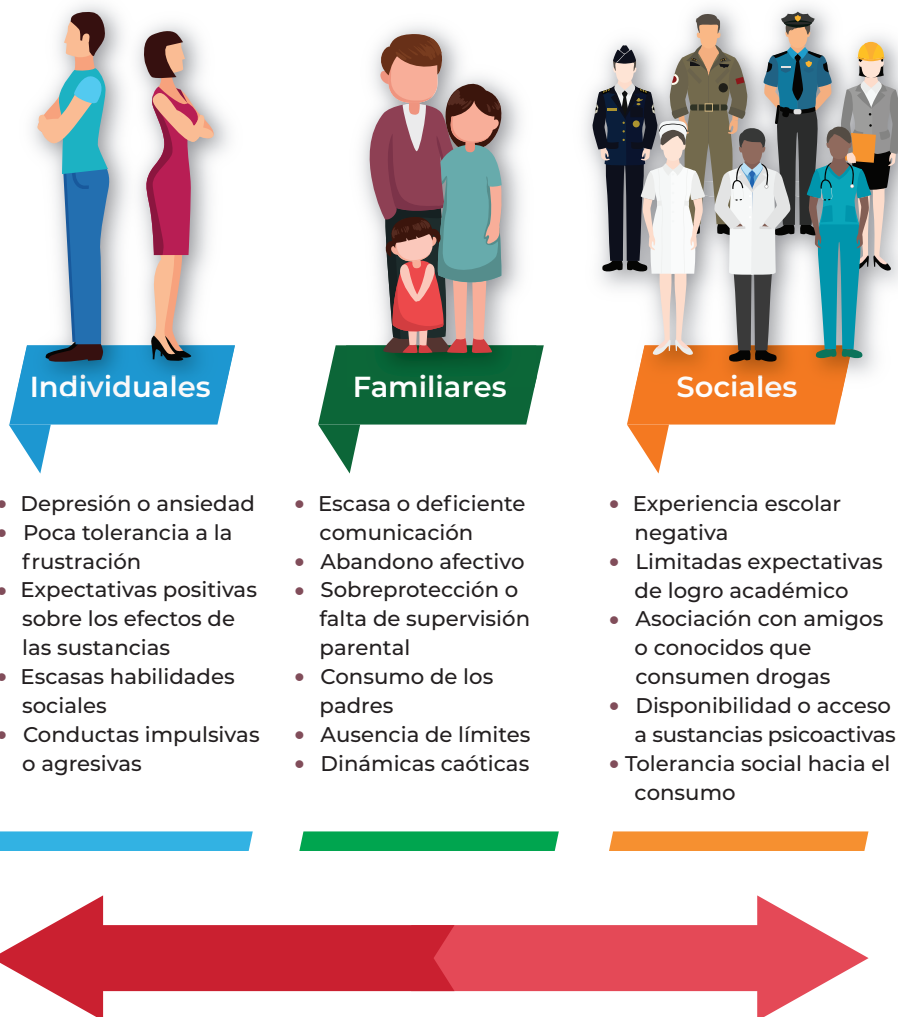 Individuales
• Depresión o ansiedad
• Poca tolerancia a la
frustración
• Expectativas positivas
sobre los efectos de
las sustancias
• Escasas habilidades
sociales
• Conductas impulsivas
o agresivas
Familiares
• Escasa o deficiente
comunicación
• Abandono afectivo
• Sobreprotección o
falta de supervisión
parental
• Consumo de los
padres
• Ausencia de límites
• Dinámicas caóticas
Sociales
• Experiencia escolar
negativa
• Limitadas expectativas
de logro académico
• Asociación con amigos
o conocidos que
consumen drogas
• Disponibilidad o acceso
a sustancias psicoactivas
• Tolerancia social hacia el
consumo